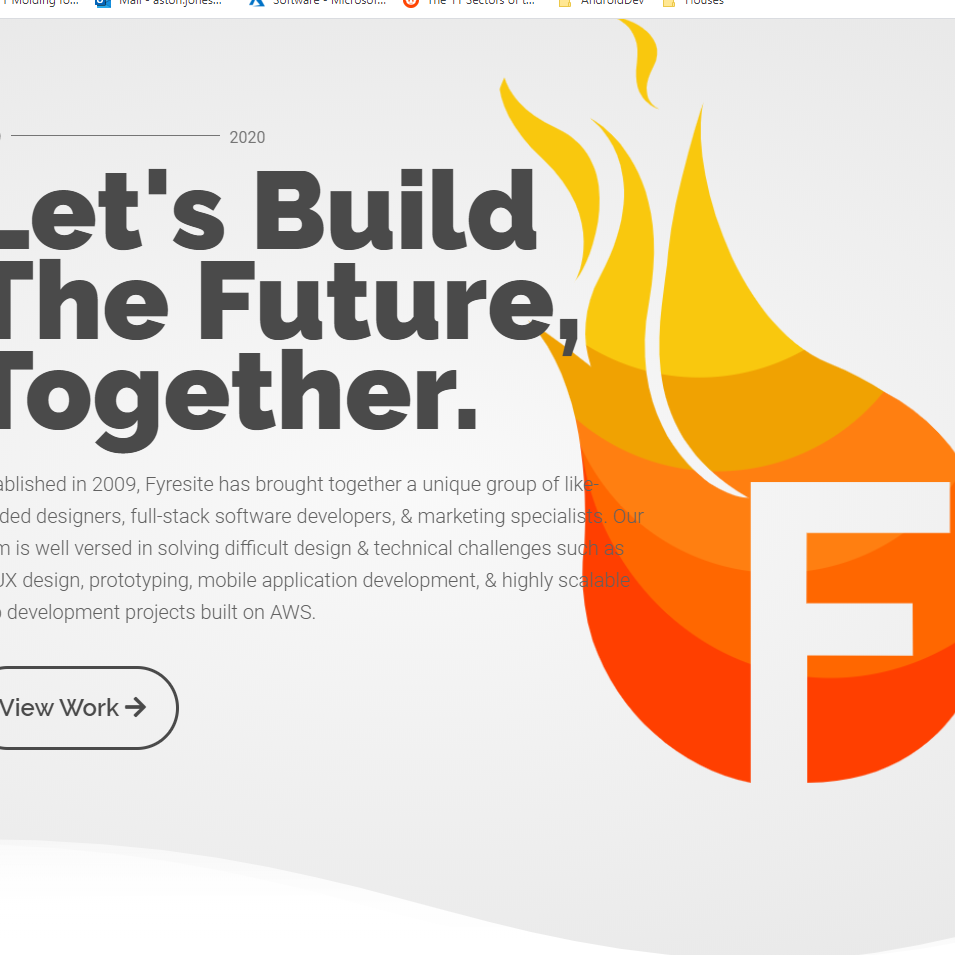 Molding fo...
Mail - aston.jones...
Software - Microsof...
The 11 Sectors of t...
AndroidDev
Houses
2020
Let's Build
The Future,
Together.
ablished in 2009, Fyresite has brought together a unique group of like-
ded designers, full-stack software developers, & marketing specialists. Our
m is well versed in solving difficult design & technical challenges such as
UX design, prototyping, mobile application development, & highly scalable
development projects built on AWS.
View Work
F